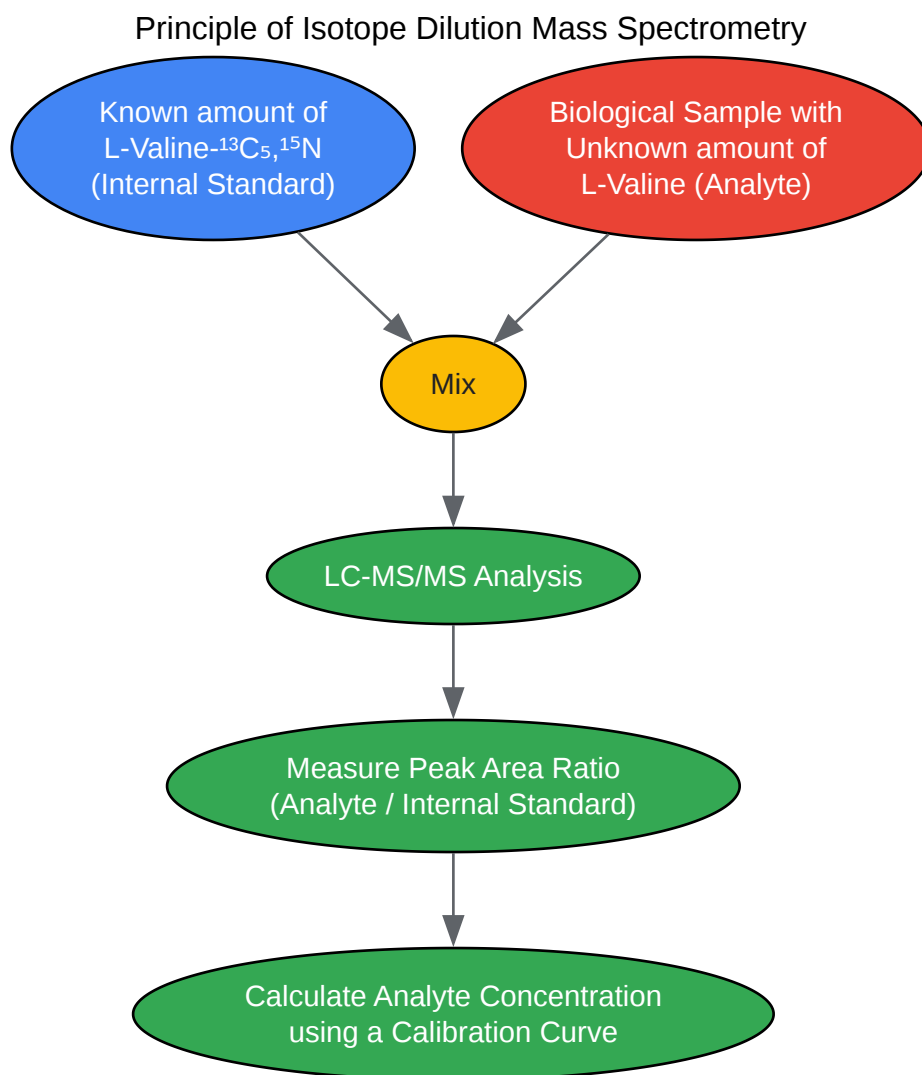 Principle of Isotope Dilution Mass Spectrometry
Known amount of
L-Valine-¹³C₅,¹⁵N
(Internal Standard)
Biological Sample with
Unknown amount of
L-Valine (Analyte)
Mix
LC-MS/MS Analysis
Measure Peak Area Ratio
(Analyte / Internal Standard)
Calculate Analyte Concentration
using a Calibration Curve